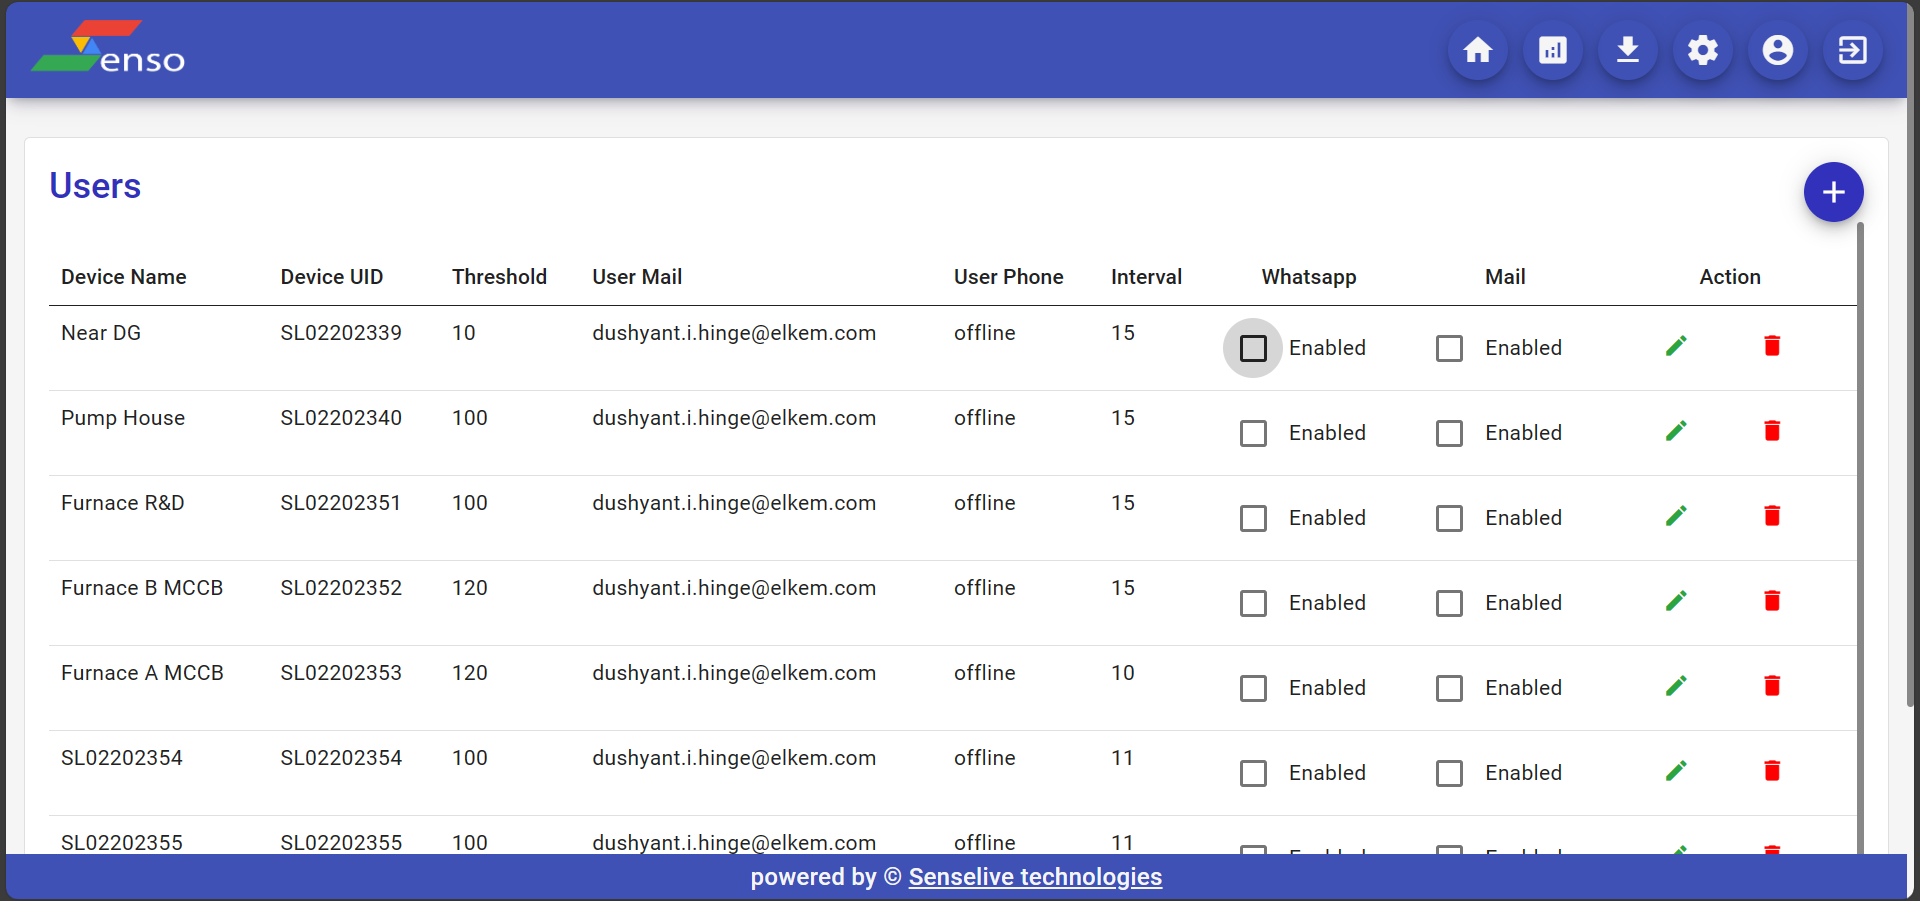 enso
Users
Device Name Device UID Threshold User Mail User Phone Interval Whatsapp Mail Action
Near DG SL02202339 10 dushyant.i.hinge@elkem.com offline 15 Enabled Enabled
Pump House SL02202340 100 dushyant.i.hinge@elkem.com offline 15 Enabled Enabled
Furnace R&D SL02202351 100 dushyant.i.hinge@elkem.com offline 15 Enabled Enabled
Furnace B MCCB SL02202352 120 dushyant.i.hinge@elkem.com offline 15 Enabled Enabled
Furnace A MCCB SL02202353 120 dushyant.i.hinge@elkem.com offline 10 Enabled Enabled
SL02202354 SL02202354 100 dushyant.i.hinge@elkem.com offline 11 Enabled Enabled
SL02202355 SL02202355 100 dushyant.i.hinge@elkem.com offline 11
powered by © Senselive technologies